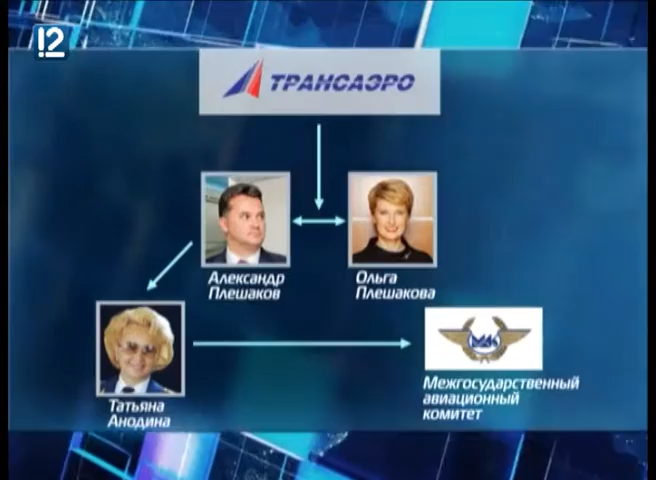 12
ТРАНСАЭРО
Александр
Плешаков
Ольга
Плешакова
МАК
Татьяна
Анодина
Межгосударственный
авиационный
комитет